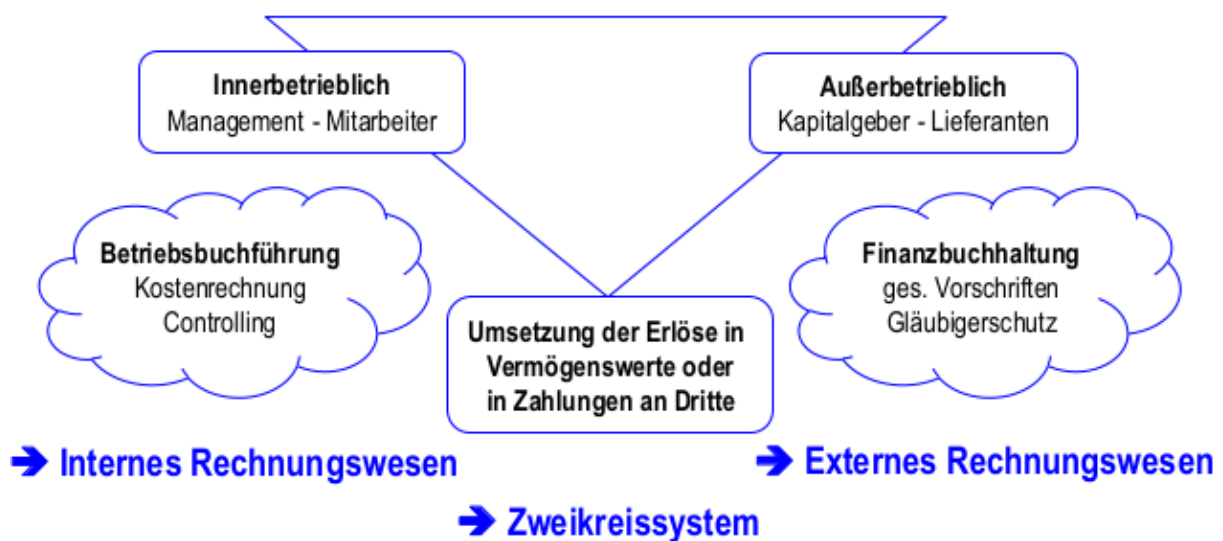 Innerbetrieblich
Management - Mitarbeiter
Außerbetrieblich
Kapitalgeber - Lieferanten
Betriebsbuchführung
Kostenrechnung
Controlling
Finanzbuchhaltung
ges. Vorschriften
Gläubigerschutz
Umsetzung der Erlöse in
Vermögenswerte oder
in Zahlungen an Dritte
➔ Internes Rechnungswesen
➔ Externes Rechnungswesen
➔ Zweikreissystem